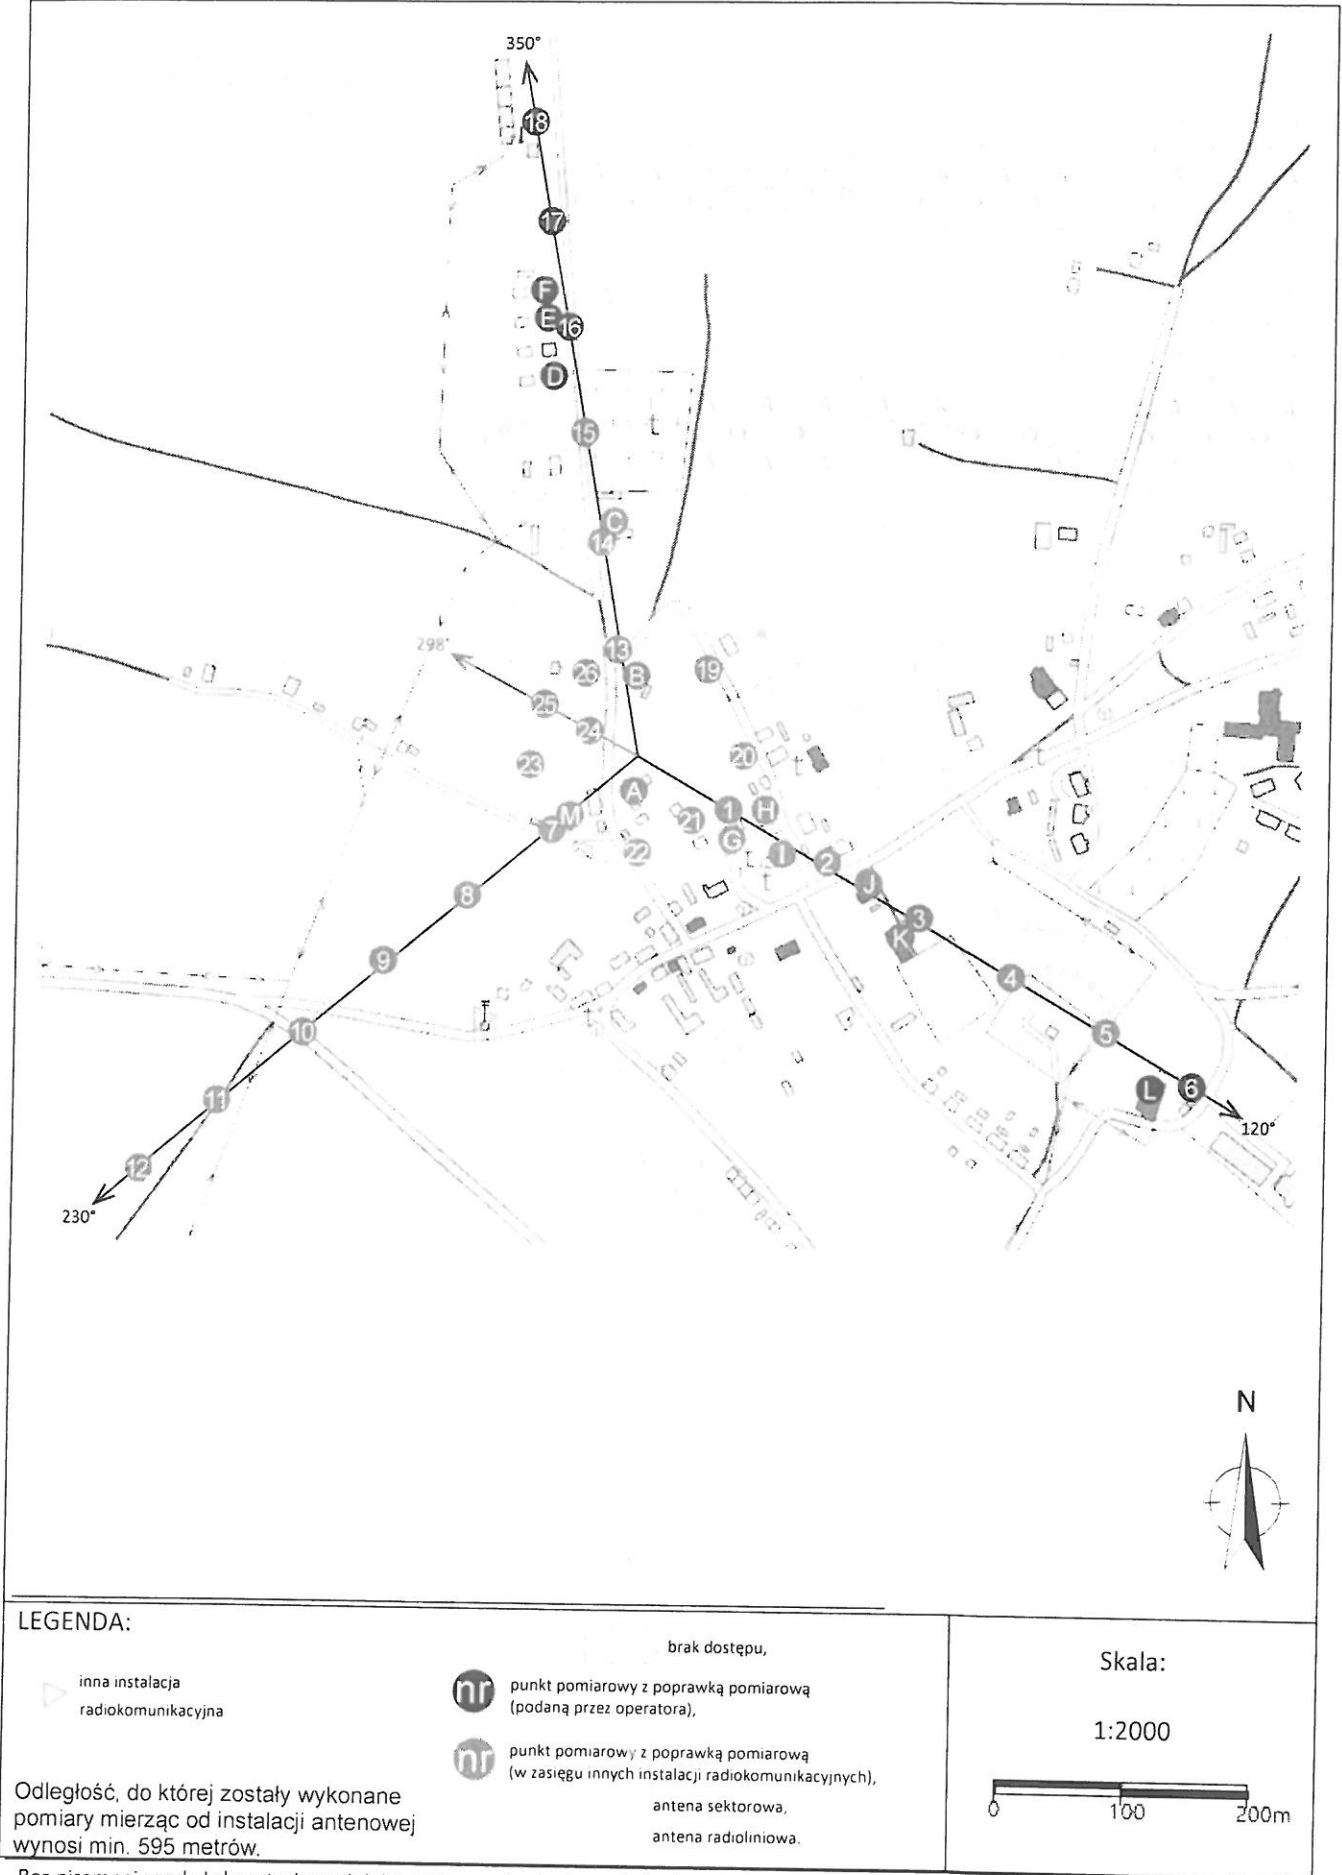 350°
18
17
F
E
16
D
15
t
C
14
298°
13
26
B
19
25
24
20
23
t
t
A
1
H
M
21
7
G
22
I
t
2
t
8
J
3
K
9
4
t
10
5
L
6
11
120°
12
230°
N
LEGENDA:
inna instalacja
radiokomunikacyjna
brak dostępu,
nr
punkt pomiarowy z poprawką pomiarową
(podaną przez operatora),
nr
punkt pomiarowy z poprawką pomiarową
(w zasięgu innych instalacji radiokomunikacyjnych),
antena sektorowa,
antena radioliniowa.
Odległość, do której zostały wykonane
pomiary mierząc od instalacji antenowej
wynosi min. 595 metrów.
Skala:
1:2000
0 100 200m